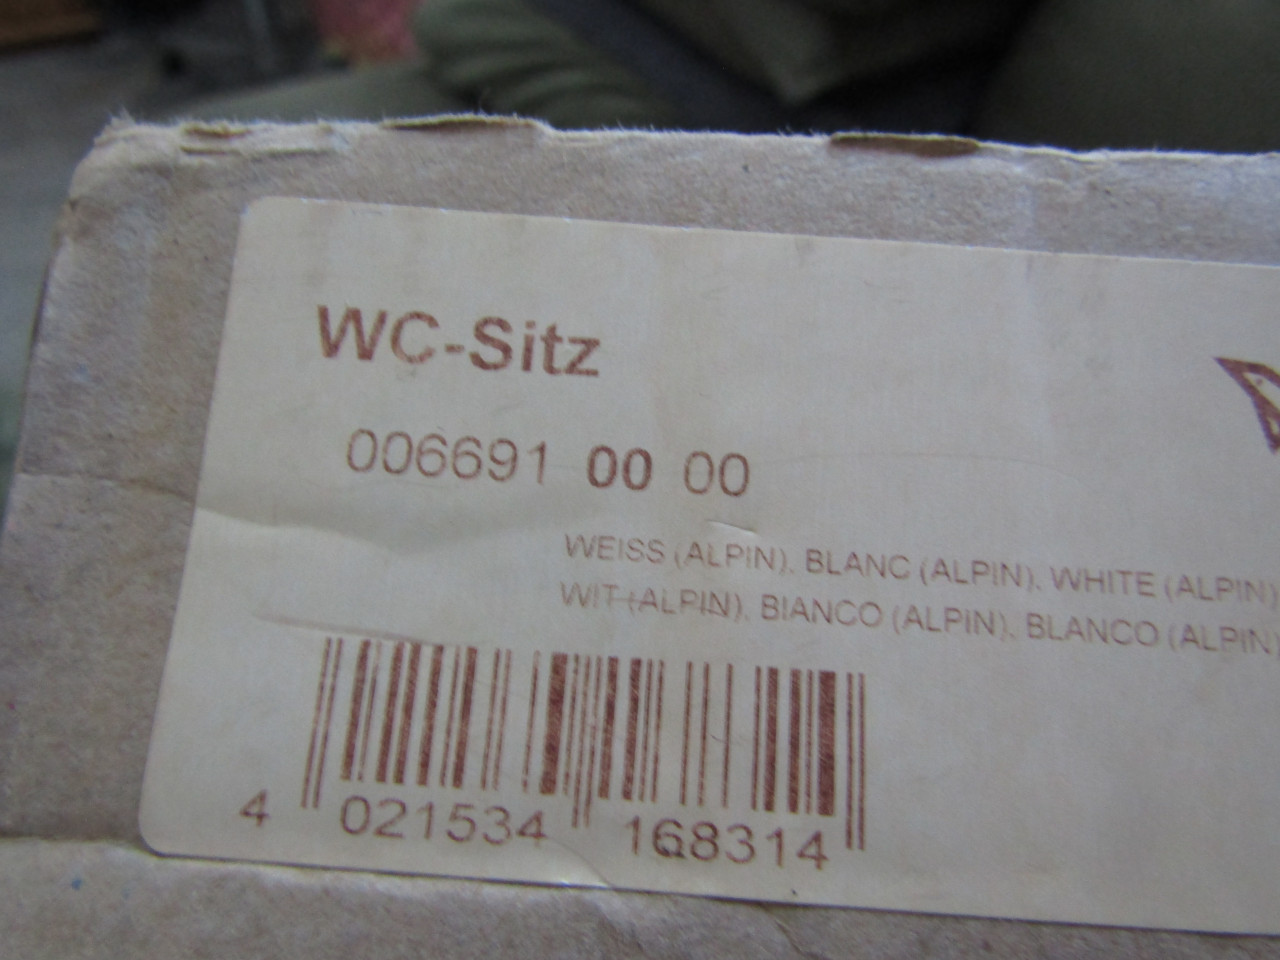 WC-Sitz
006691 00 00
WEISS (ALPIN). BLANC (ALPIN). WHITE (ALPIN)
WIT (ALPIN). BIANCO (ALPIN). BLANCO (ALPIN)
4 021534 168314